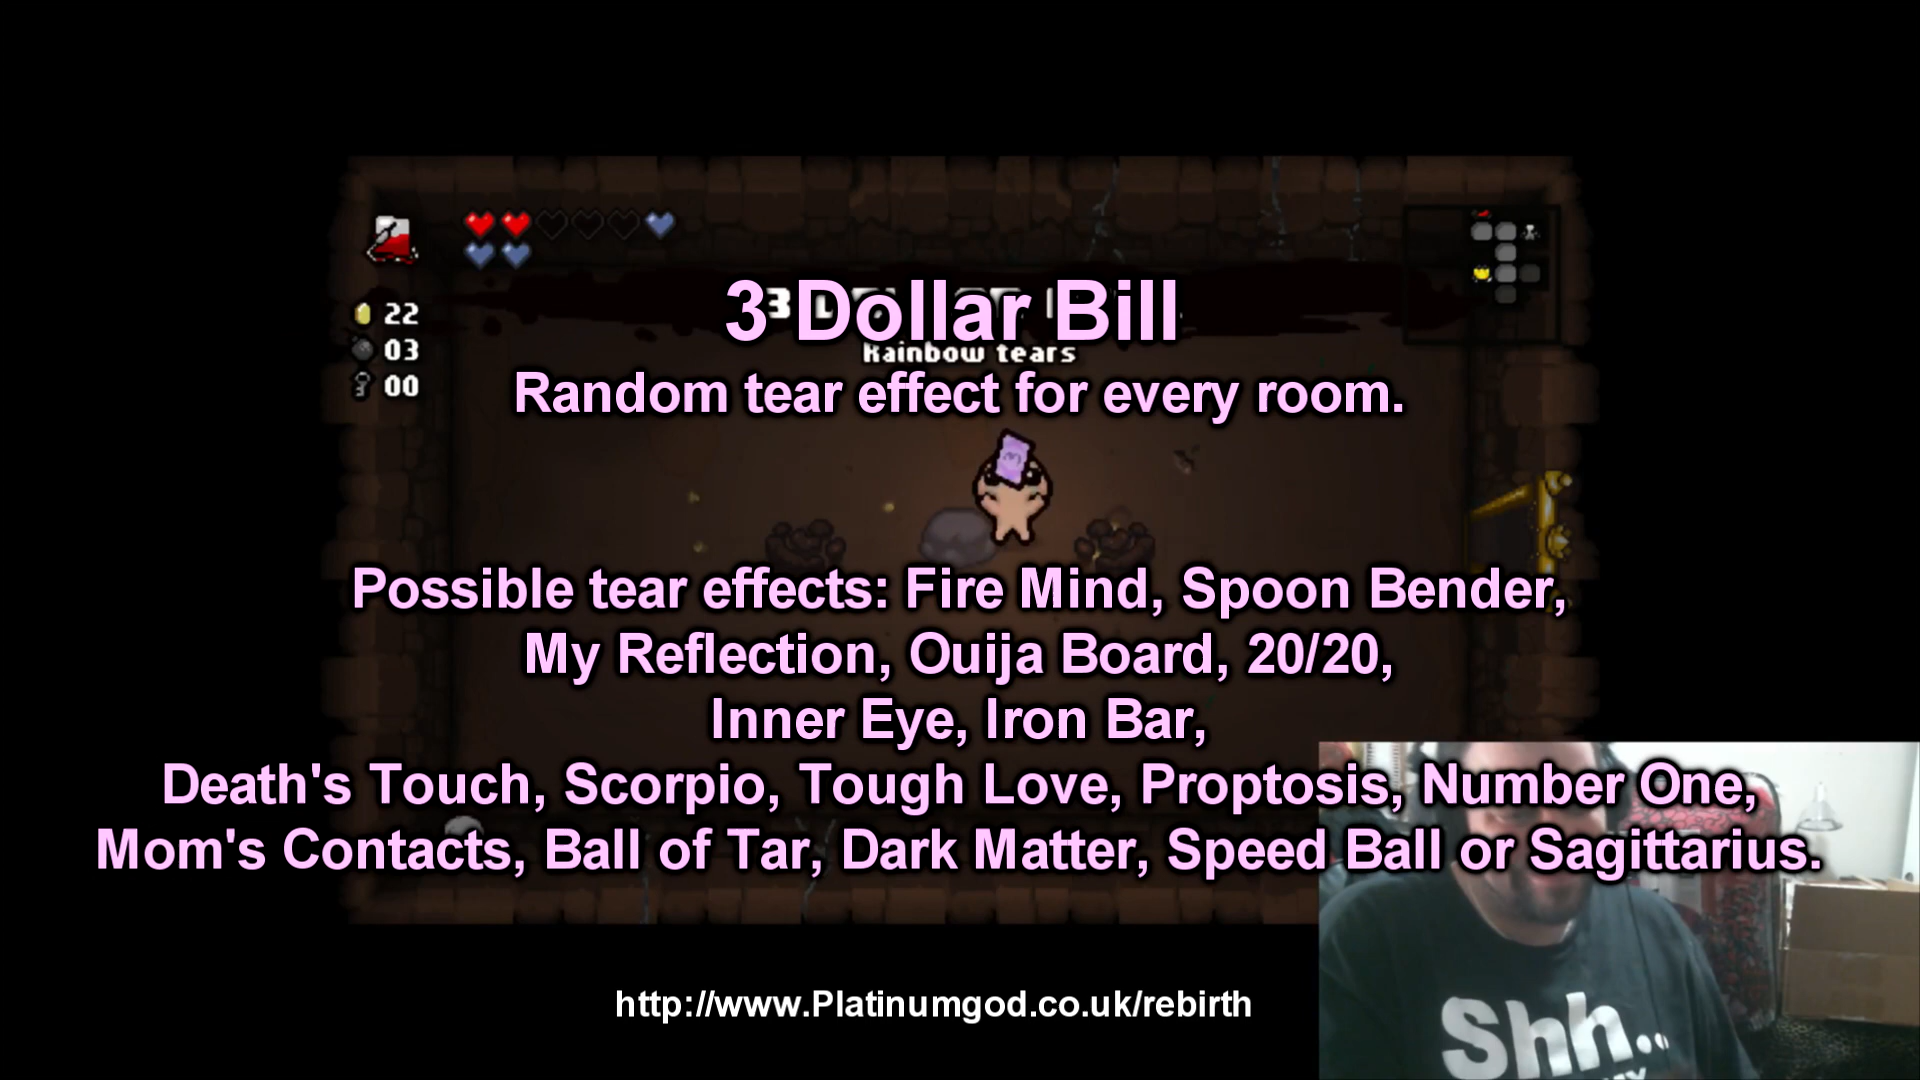 22
03
00
3 Dollar Bill
Rainbow tears
Random tear effect for every room.
Possible tear effects: Fire Mind, Spoon Bender,
My Reflection, Ouija Board, 20/20,
Inner Eye, Iron Bar,
Death's Touch, Scorpio, Tough Love, Proptosis, Number One,
Mom's Contacts, Ball of Tar, Dark Matter, Speed Ball or Sagittarius.
http://www.Platinumgod.co.uk/rebirth
Shh..